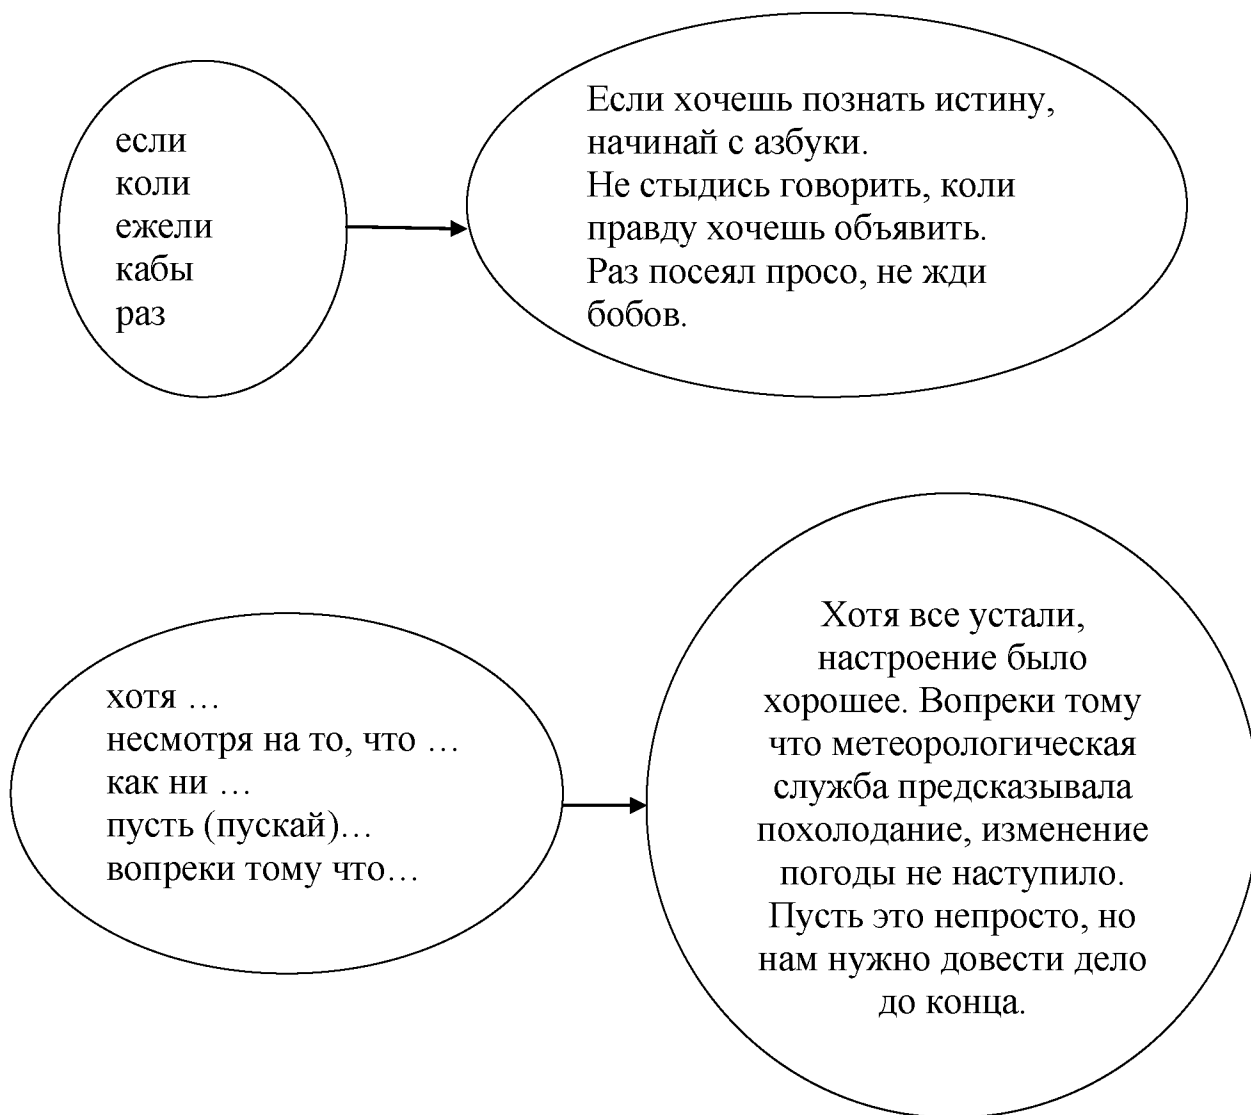 если
коли
ежели
кабы
раз
Если хочешь познать истину,
начинай с азбуки.
Не стыдись говорить, коли
правду хочешь объявить.
Раз посеял просо, не жди
бобов.
хотя …
несмотря на то, что …
как ни …
пусть (пускай)…
вопреки тому что…
Хотя все устали,
настроение было
хорошее. Вопреки тому
что метеорологическая
служба предсказывала
похолодание, изменение
погоды не наступило.
Пусть это непросто, но
нам нужно довести дело
до конца.